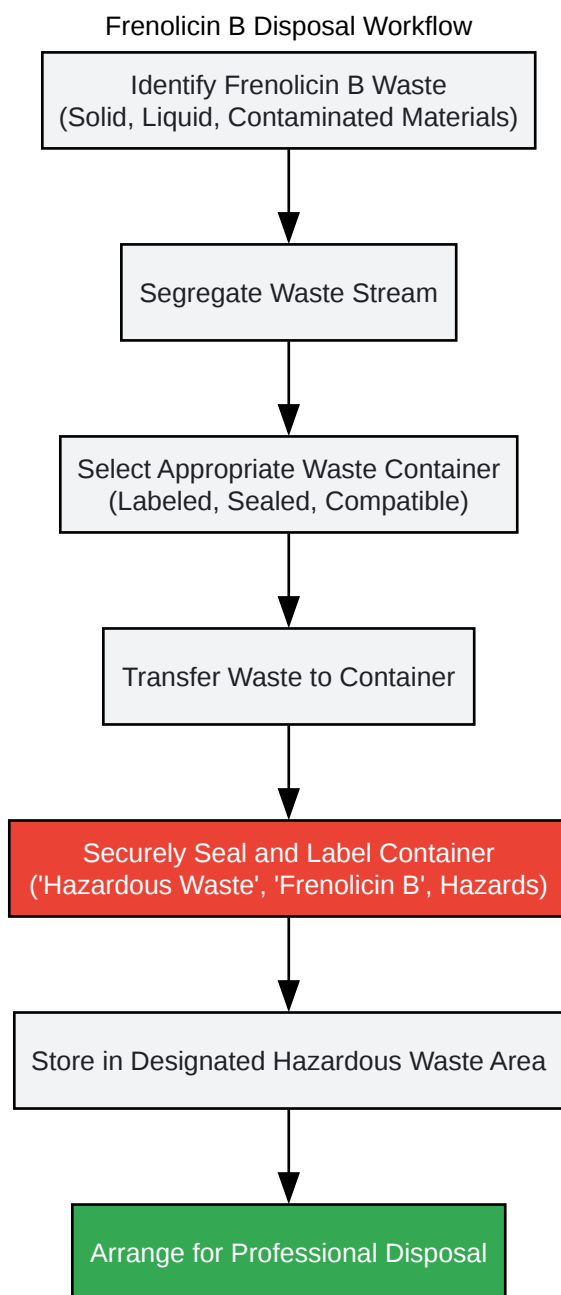 Frenolicin B Disposal Workflow
Identify Frenolicin B Waste
(Solid, Liquid, Contaminated Materials)
Segregate Waste Stream
Select Appropriate Waste Container
(Labeled, Sealed, Compatible)
Transfer Waste to Container
Securely Seal and Label Container
('Hazardous Waste', 'Frenolicin B', Hazards)
Store in Designated Hazardous Waste Area
Arrange for Professional Disposal